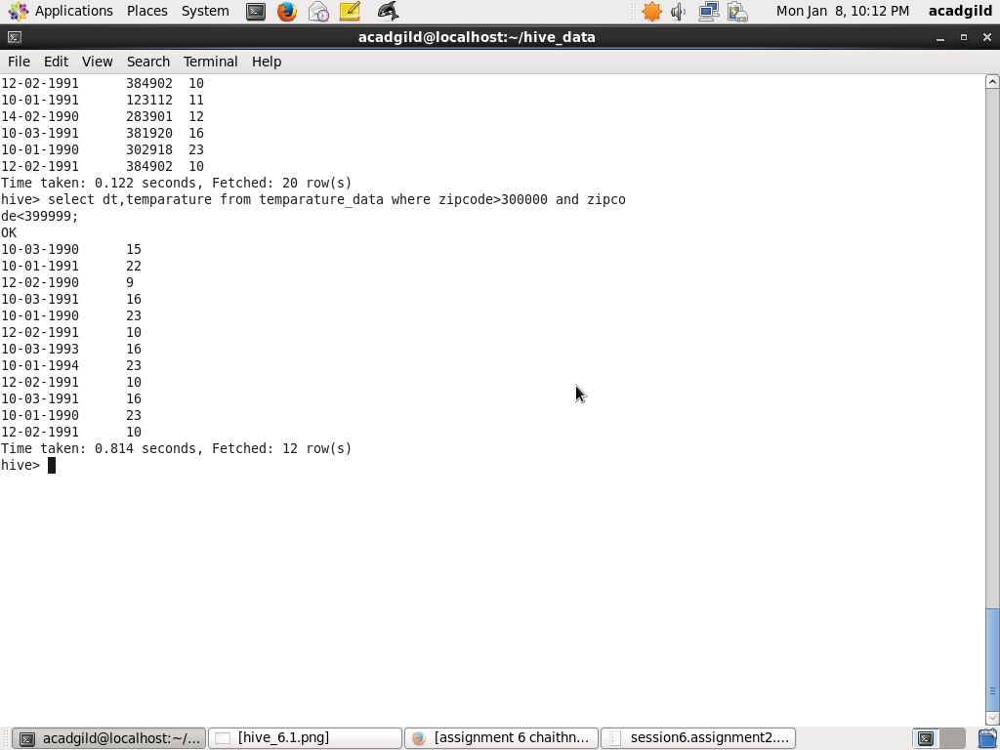 Applications Places System Mon Jan 8, 10:12 PM acadgild
acadgild@localhost:~/hive_data
File Edit View Search Terminal Help
12-02-1991 384902 10
10-01-1991 123112 11
14-02-1990 283901 12
10-03-1991 381920 16
10-01-1990 302918 23
12-02-1991 384902 10
Time taken: 0.122 seconds, Fetched: 20 row(s)
hive> select dt,temparature from temparature_data where zipcode>300000 and zipco
de<399999;
OK
10-03-1990 15
10-01-1991 22
12-02-1990 9
10-03-1991 16
10-01-1990 23
12-02-1991 10
10-03-1993 16
10-01-1994 23
12-02-1991 10
10-03-1991 16
10-01-1990 23
12-02-1991 10
Time taken: 0.814 seconds, Fetched: 12 row(s)
hive>
acadgild@localhost:~/... [hive_6.1.png] [assignment 6 chaithn... session6.assignment2....